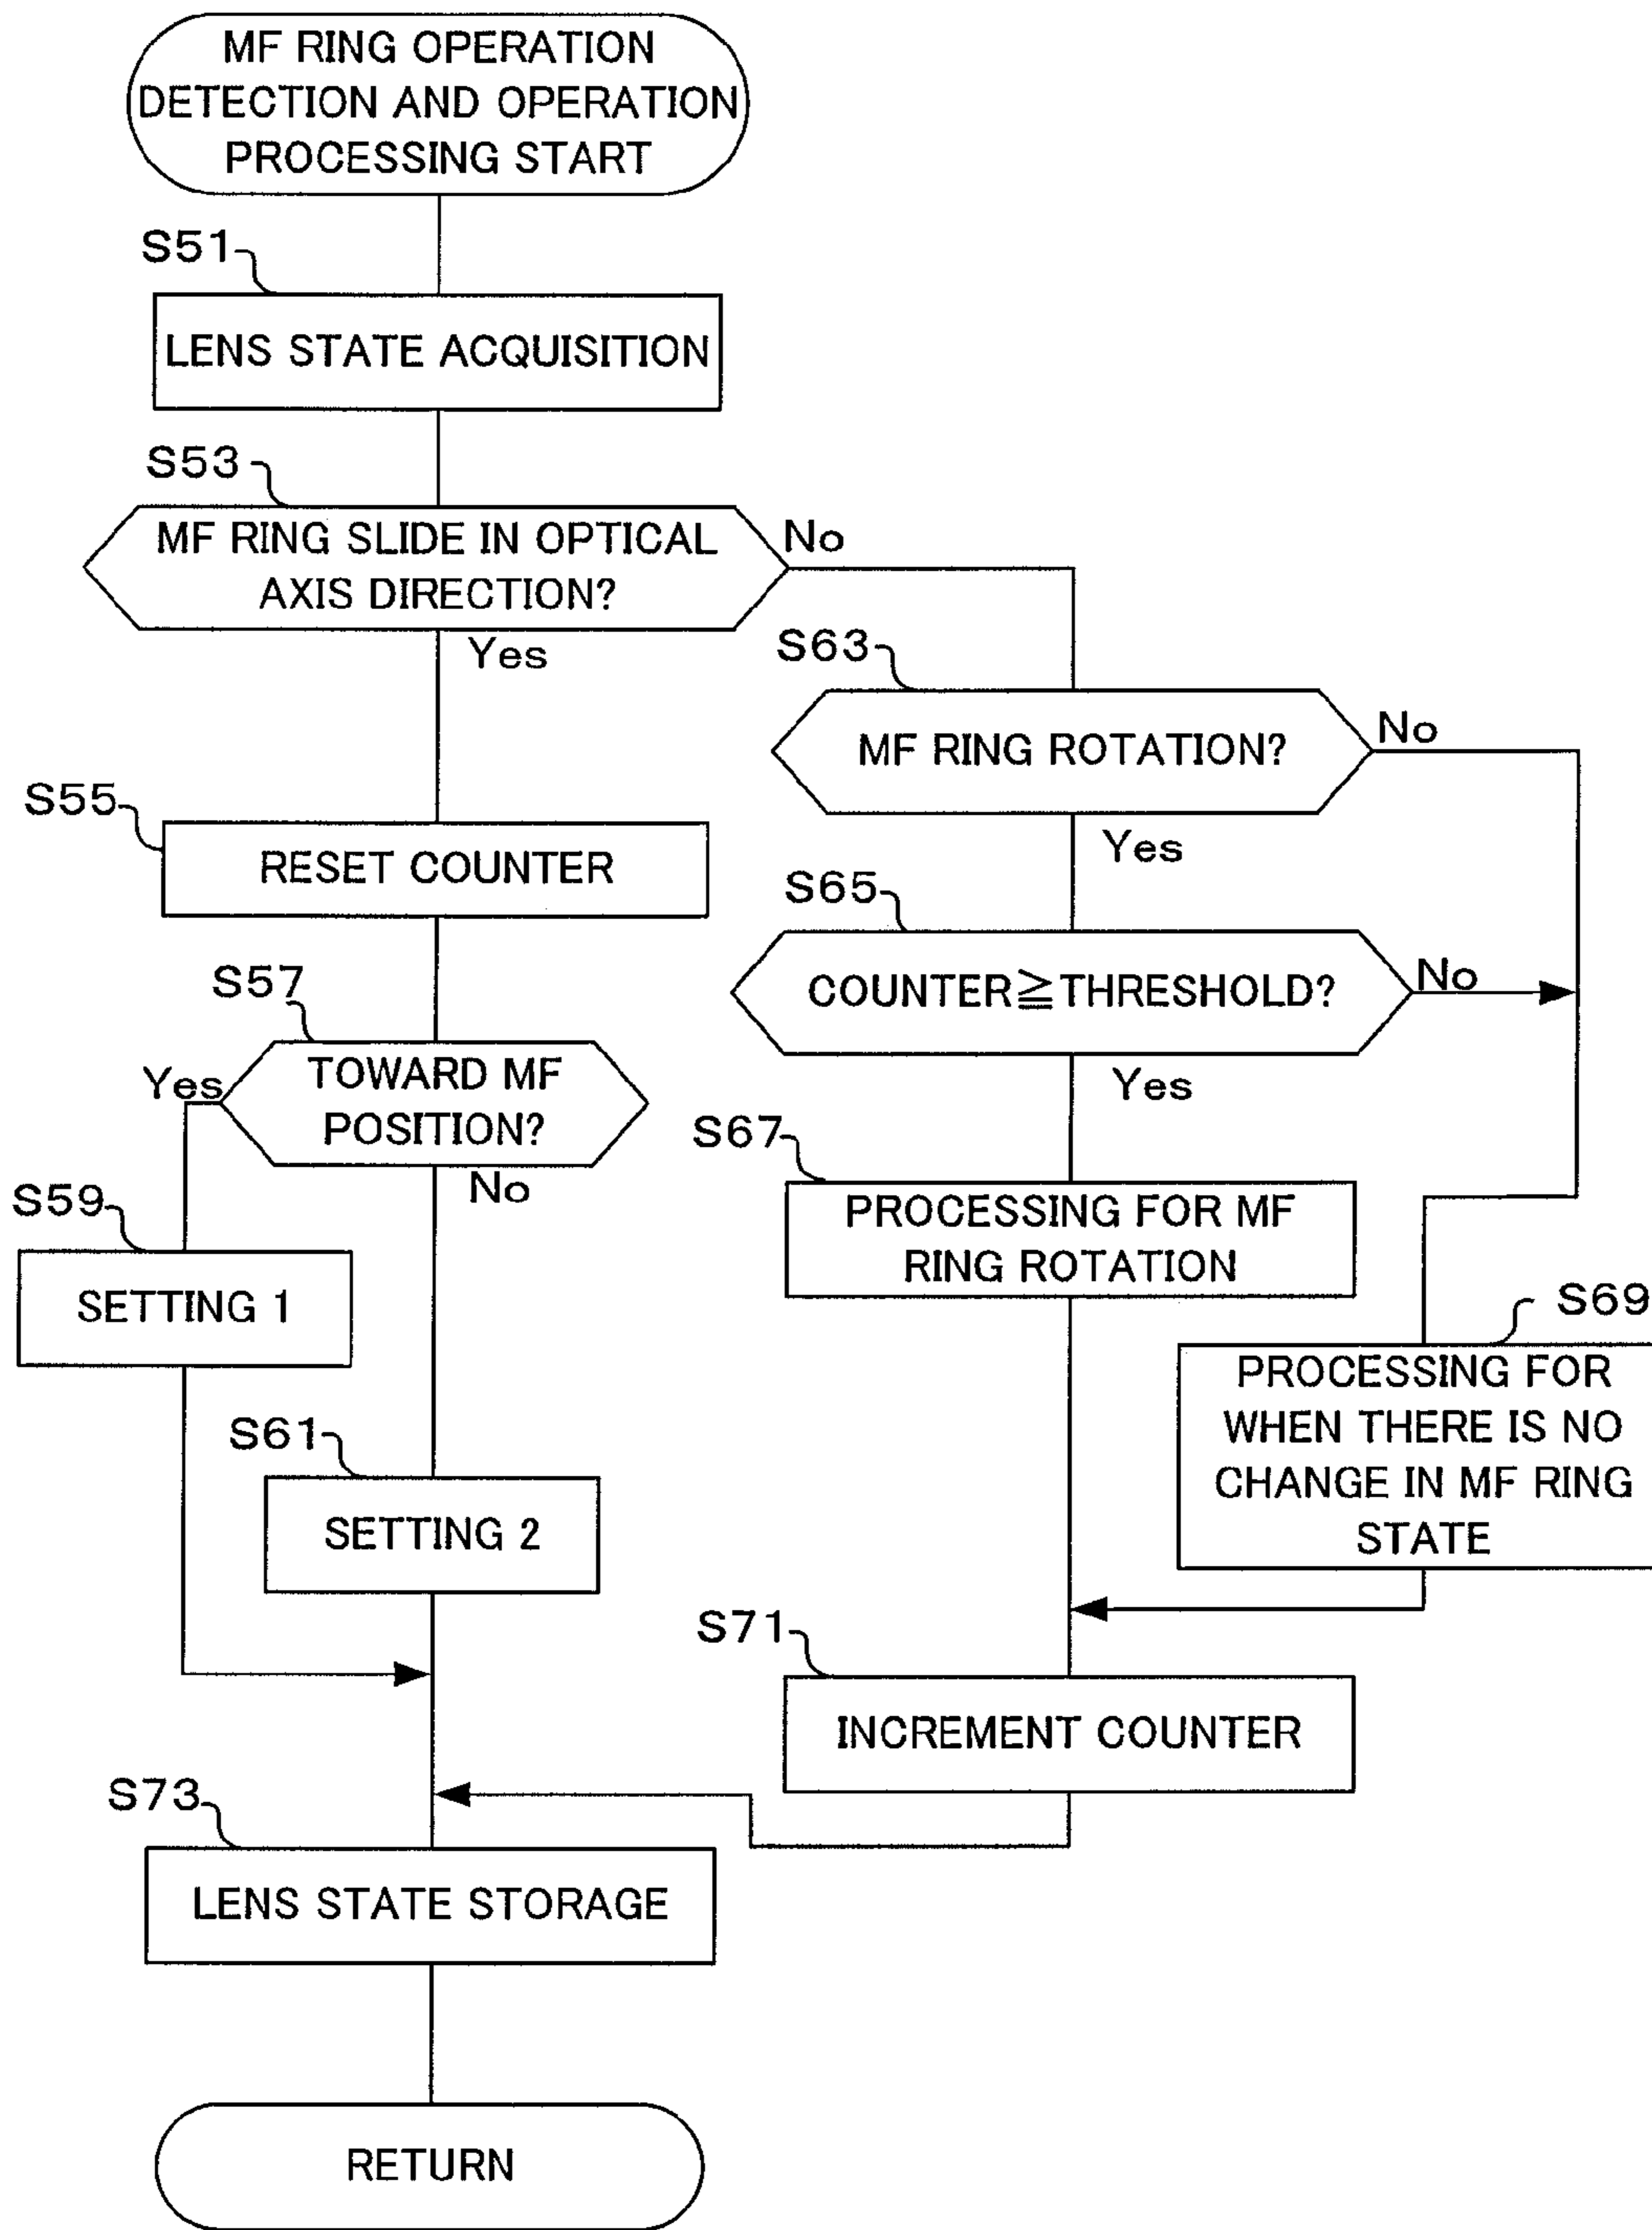 MF RING OPERATION
DETECTION AND OPERATION
PROCESSING START
S51
LENS STATE ACQUISITION
S53
MF RING SLIDE IN OPTICAL
AXIS DIRECTION?
No
Yes
S63
MF RING ROTATION?
No
Yes
S55
RESET COUNTER
S65
COUNTER≧THRESHOLD?
No
Yes
S57
TOWARD MF
POSITION?
Yes
No
S67
PROCESSING FOR MF
RING ROTATION
S59
SETTING 1
S69
PROCESSING FOR
WHEN THERE IS NO
CHANGE IN MF RING
STATE
S61
SETTING 2
S71
INCREMENT COUNTER
S73
LENS STATE STORAGE
RETURN